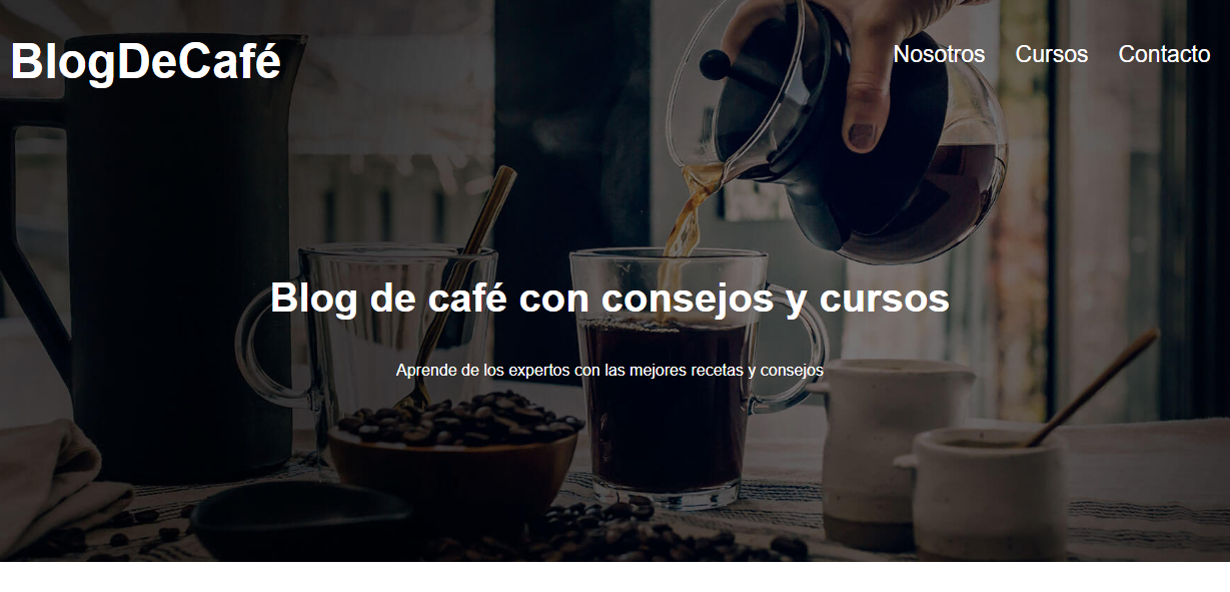 BlogDeCafé
Nosotros Cursos Contacto
Blog de café con consejos y cursos
Aprende de los expertos con las mejores recetas y consejos